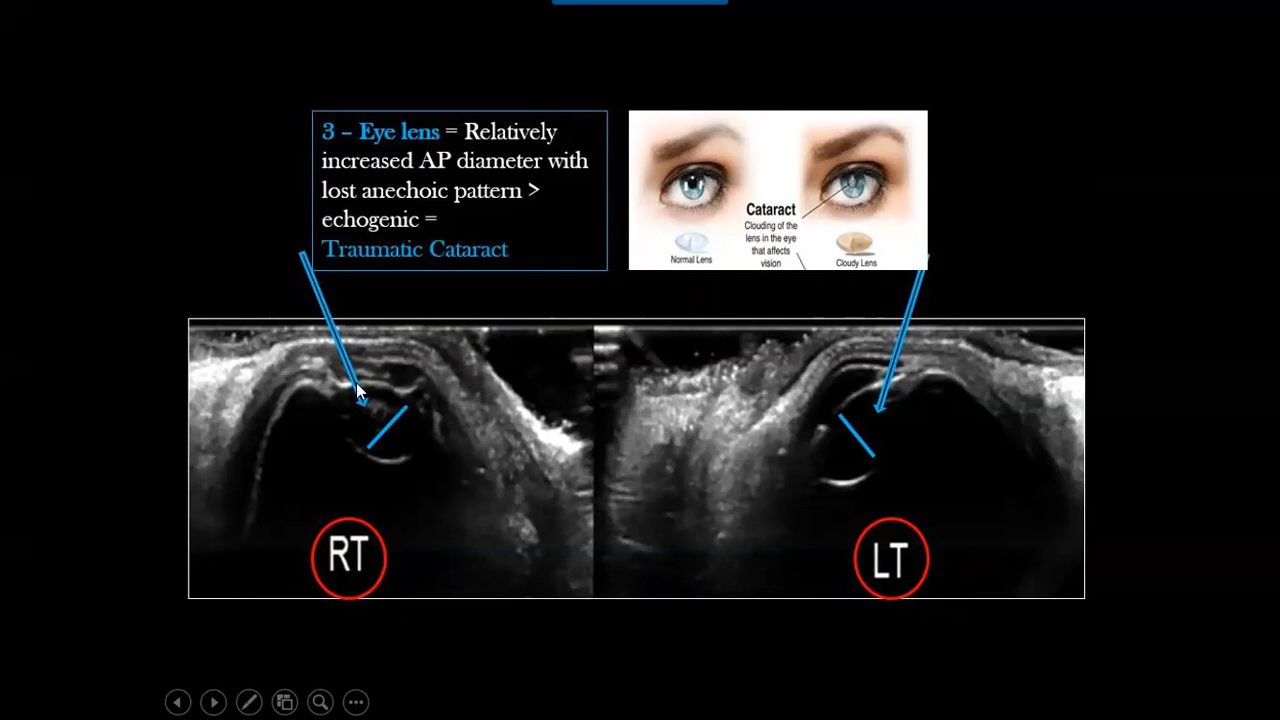 3 – Eye lens = Relatively
increased AP diameter with
lost anechoic pattern >
echogenic =
Traumatic Cataract
Cataract
Clouding of the
lens in the eye
that affects
vision
Normal Lens
Cloudy Lens
RT
LT